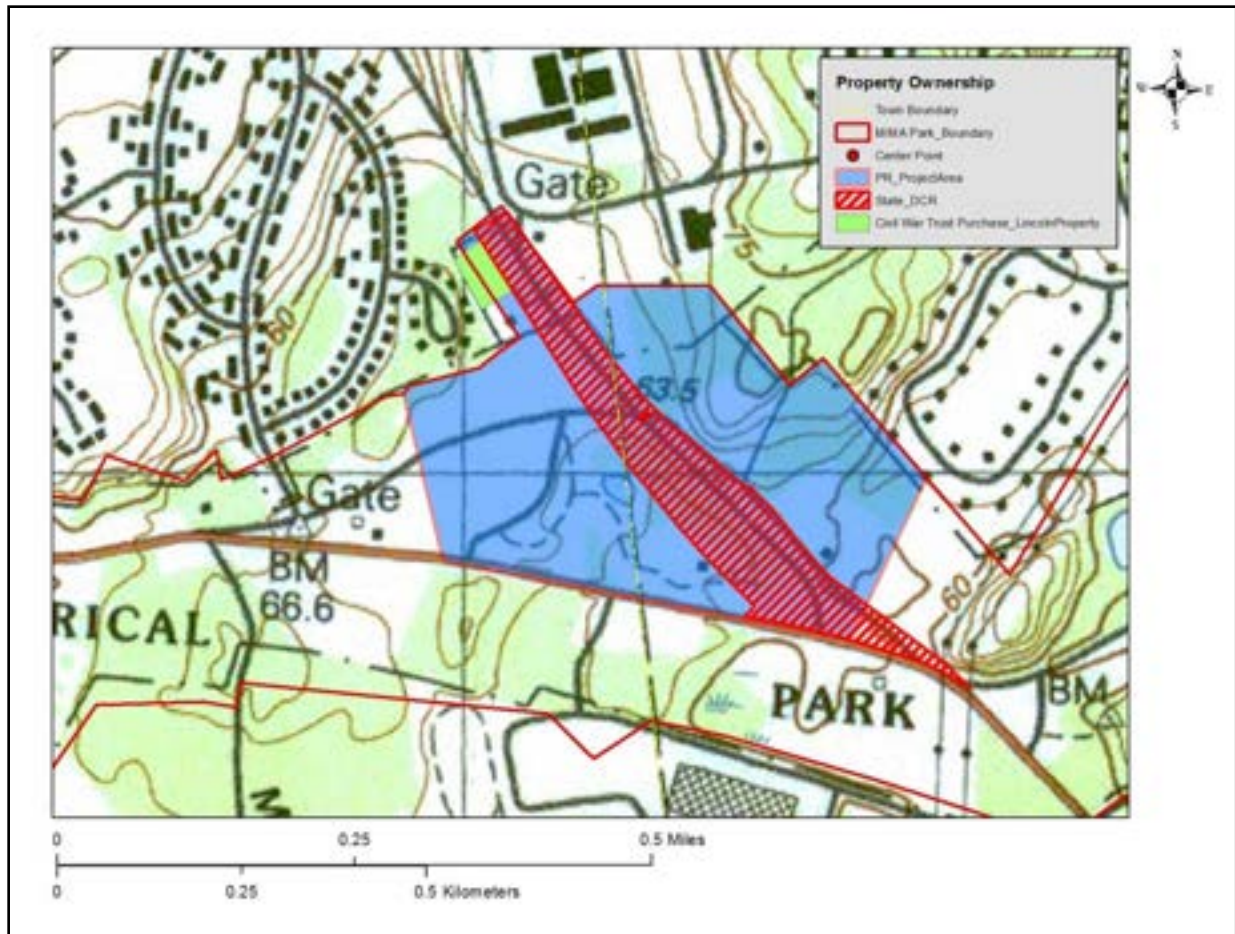 N
W E
S
Property Ownership
Town Boundary
MIMA Park_Boundary
Center Point
PR_ProjectArea
State_DCR
Civil War Trust Purchase_LincolnProperty
Gate
75
60
63.5
Gate
BM
66.6
60
RICAL
PARK
BM
M
0 0.25 0.5 Miles
0 0.25 0.5 Kilometers